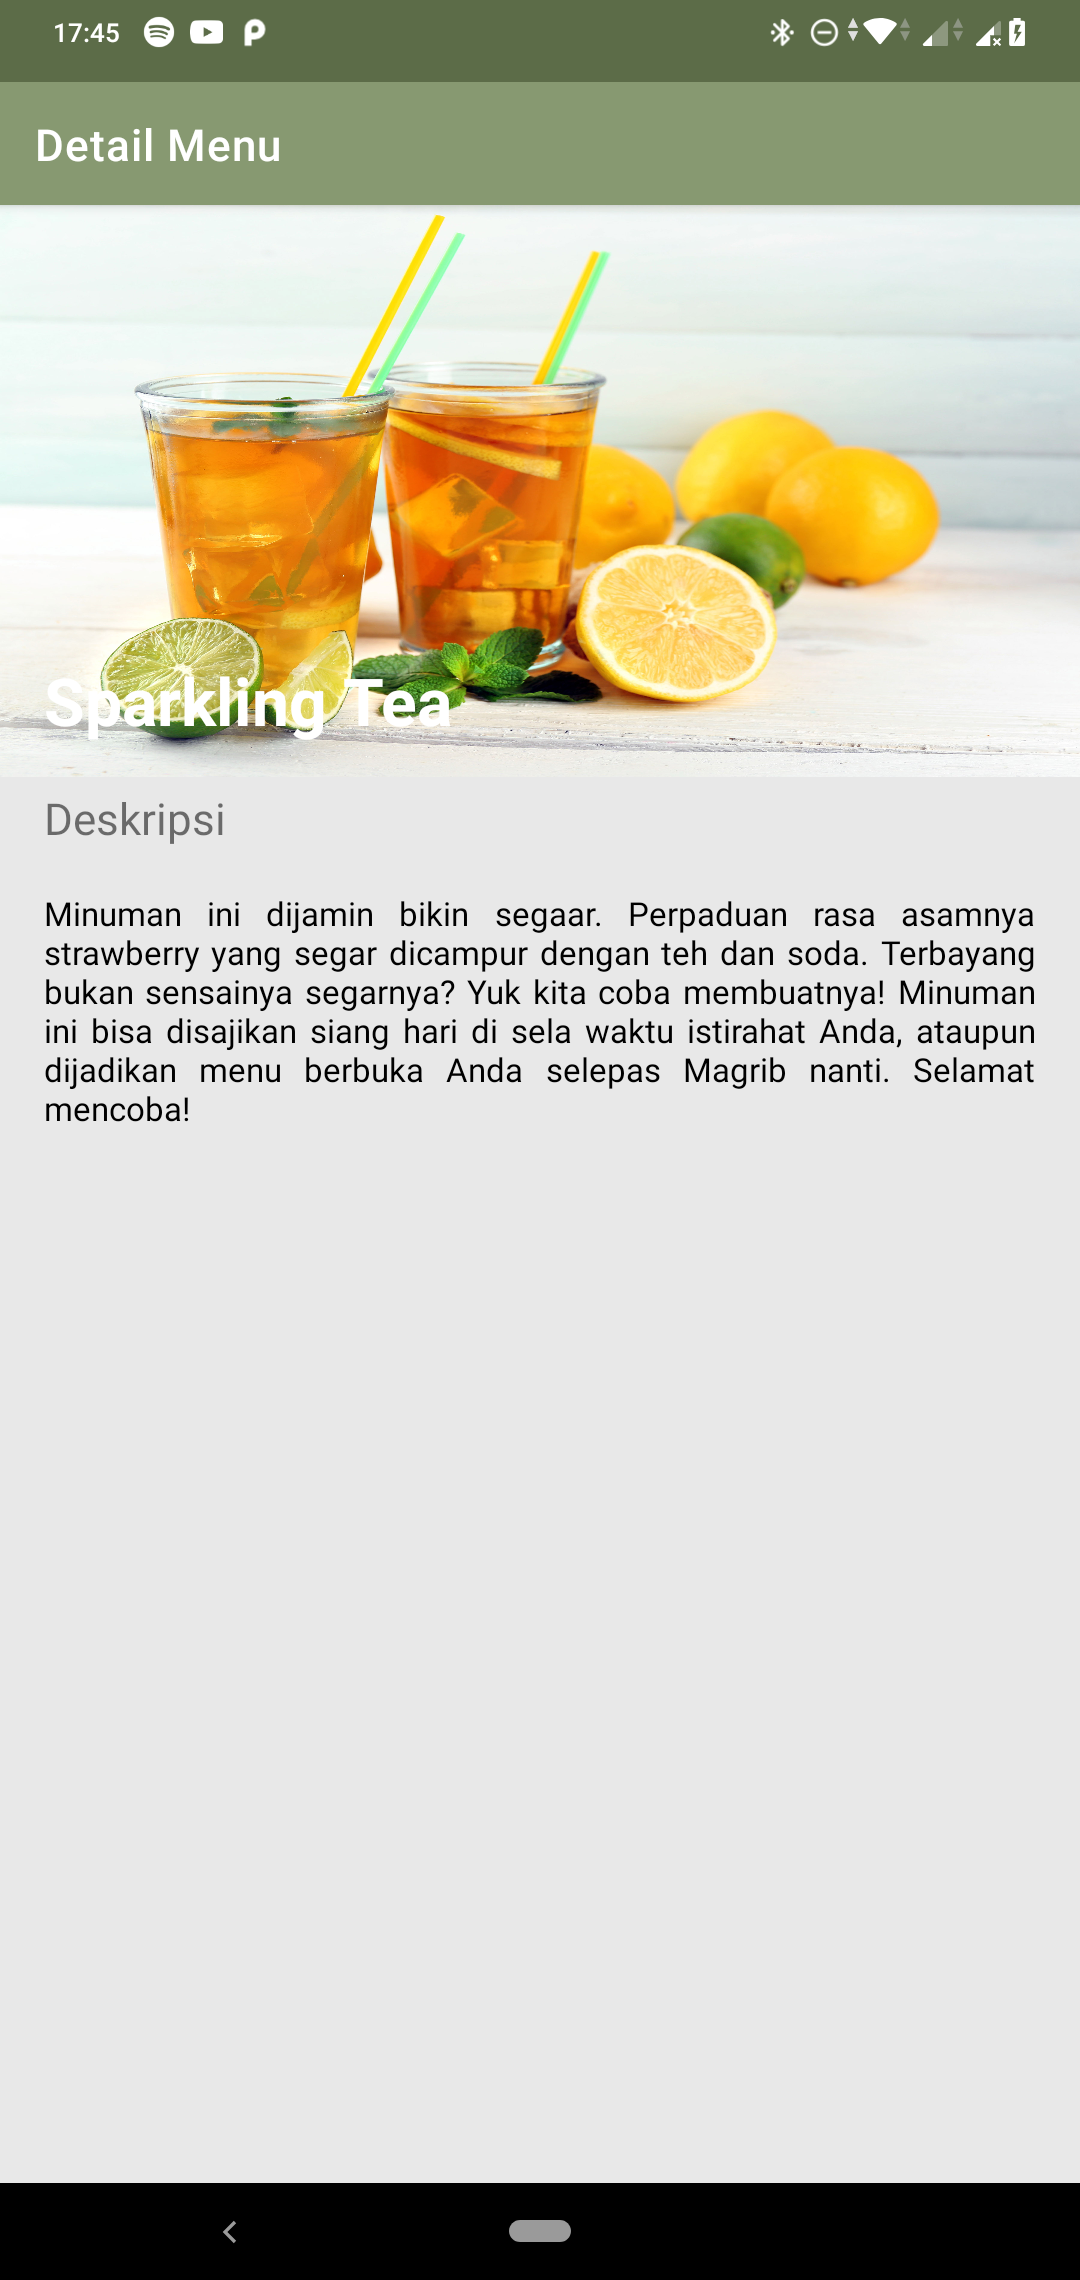 17:45
Detail Menu
Sparkling Tea
Deskripsi
Minuman ini dijamin bikin segaar. Perpaduan rasa asamnya
strawberry yang segar dicampur dengan teh dan soda. Terbayang
bukan sensainya segarnya? Yuk kita coba membuatnya! Minuman
ini bisa disajikan siang hari di sela waktu istirahat Anda, ataupun
dijadikan menu berbuka Anda selepas Magrib nanti. Selamat
mencoba!